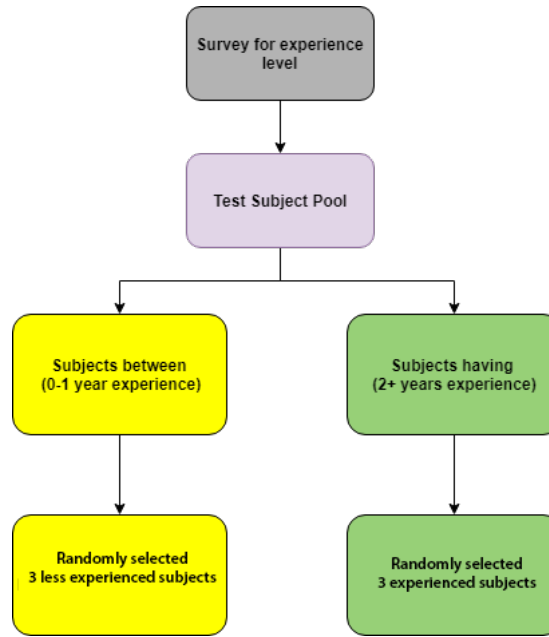 Survey for experience
level
Test Subject Pool
Subjects between
(0-1 year experience)
Subjects having
(2+ years experience)
Randomly selected
3 less experienced subjects
Randomly selected
3 experienced subjects